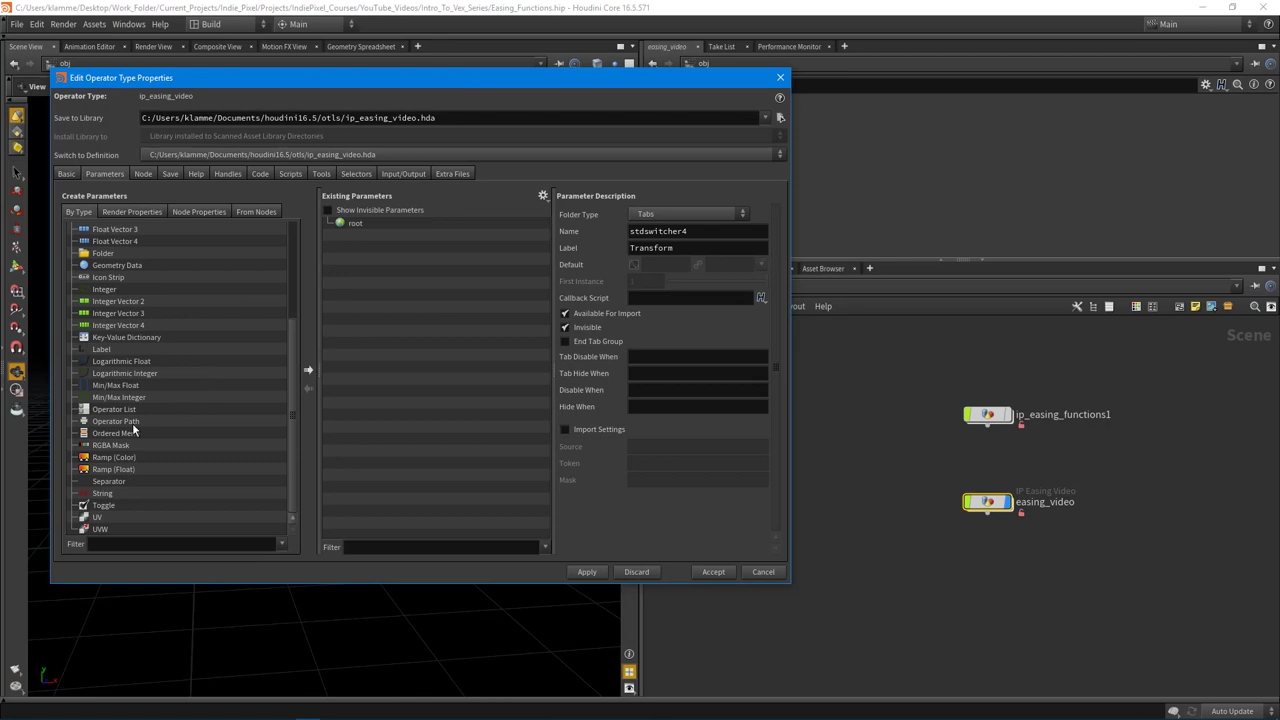 C:/Users/klamme/Desktop/Work_Folder/Current_Projects/Indie_Pixel/Projects/IndiePixel_Courses/YouTube_Videos/Intro_To_Vex_Series/Easing_Functions.hip - Houdini Core 16.5.571
File Edit Render Assets Windows Help Build Main Main
Scene View Animation Editor Render View Composite View Motion FX View Geometry Spreadsheet easing_video Take List Performance Monitor
obj obj
View
Edit Operator Type Properties
Operator Type: ip_easing_video
Save to Library C:/Users/klamme/Documents/houdini16.5/otls/ip_easing_video.hda
Install Library to Library installed to Scanned Asset Library Directories
Switch to Definition C:/Users/klamme/Documents/houdini16.5/otls/ip_easing_video.hda
Basic Parameters Node Save Help Handles Code Scripts Tools Selectors Input/Output Extra Files
Create Parameters
By Type Render Properties Node Properties From Nodes
Float Vector 3
Float Vector 4
Folder
Geometry Data
Icon Strip
Integer
Integer Vector 2
Integer Vector 3
Integer Vector 4
Key-Value Dictionary
Label
Logarithmic Float
Logarithmic Integer
Min/Max Float
Min/Max Integer
Operator List
Operator Path
Ordered
RGBA Mask
Ramp (Color)
Ramp (Float)
Separator
String
Toggle
UV
UVW
Filter
Existing Parameters
Show Invisible Parameters
root
Filter
Parameter Description
Folder Type Tabs
Name stdswitcher4
Label Transform
Default
First Instance 1
Callback Script
Available For Import
Invisible
End Tab Group
Tab Disable When
Tab Hide When
Disable When
Hide When
Import Settings
Source
Token
Mask
Apply Discard Accept Cancel
Asset Browser
obj
Help
Scene
ip_easing_functions1
IP Easing Video
easing_video
y
x
Auto Update